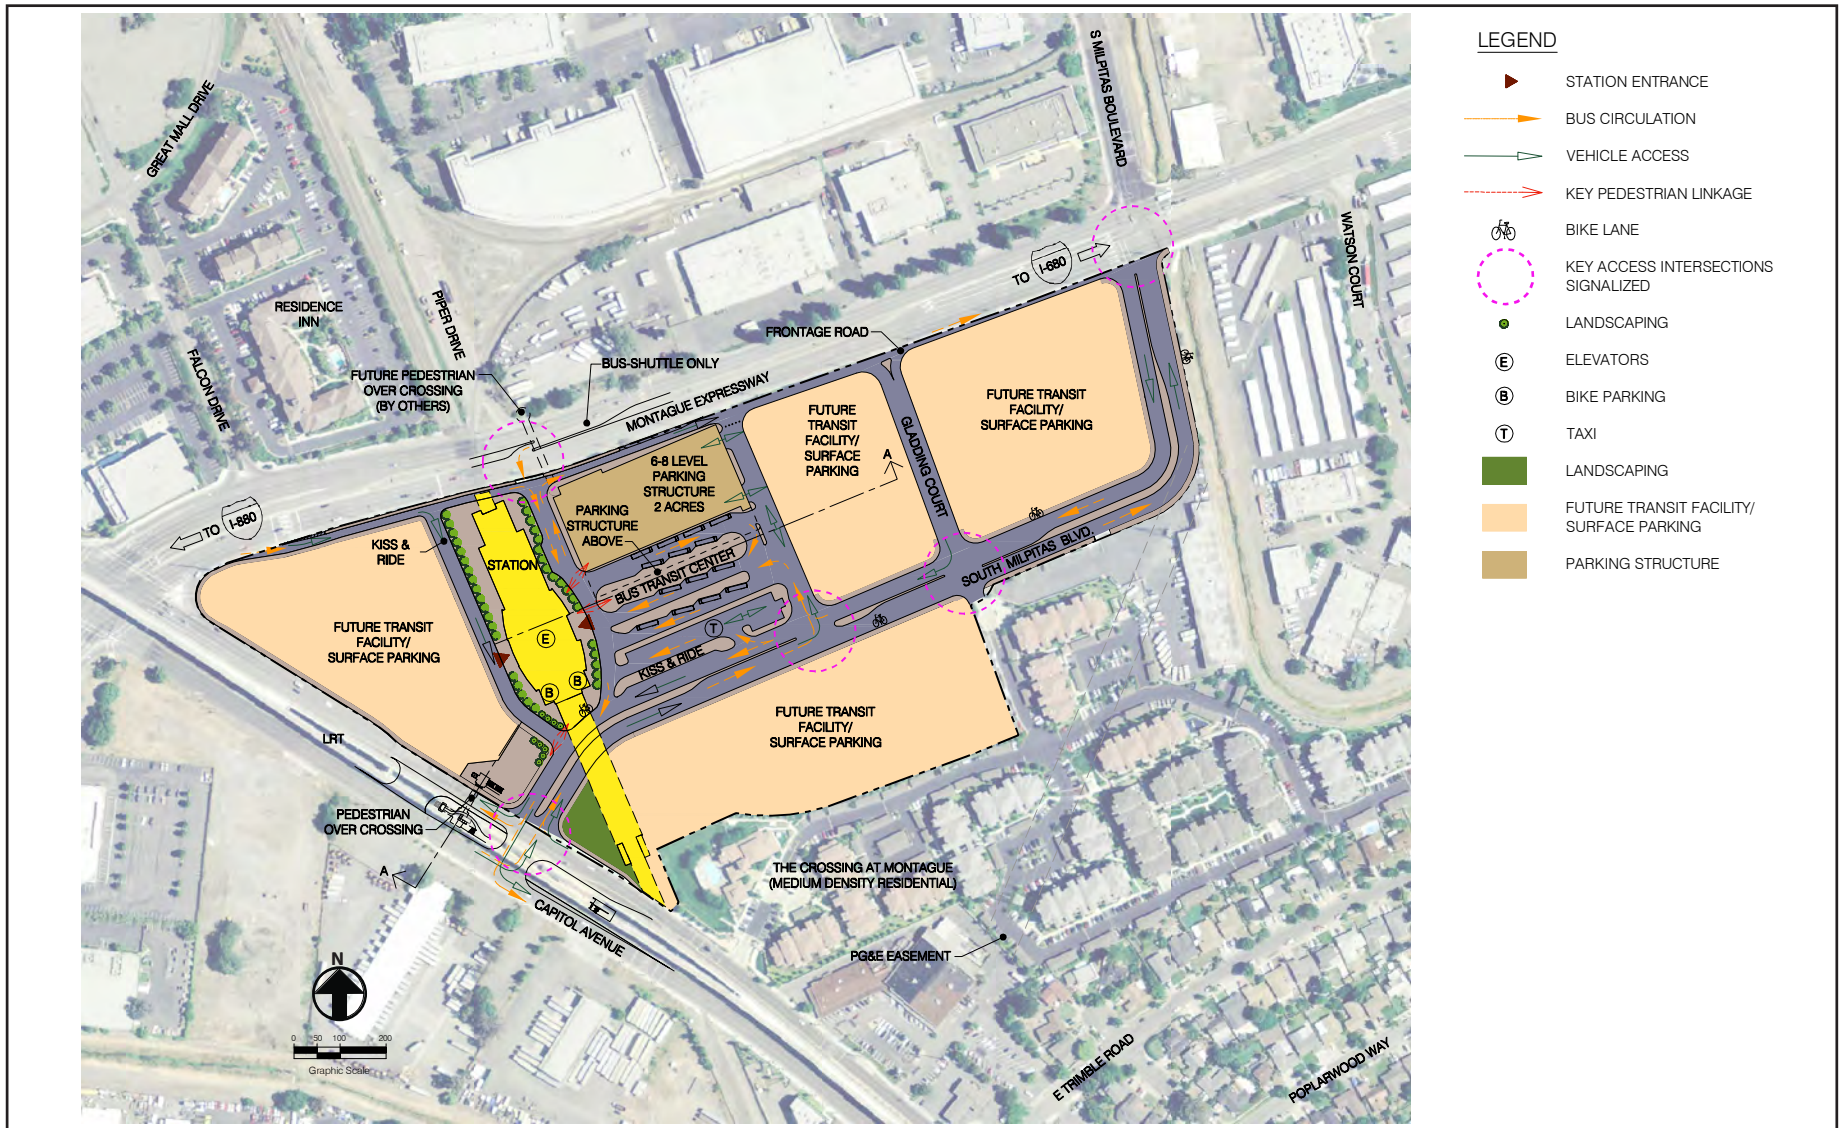 LEGEND
STATION ENTRANCE
BUS CIRCULATION
VEHICLE ACCESS
KEY PEDESTRIAN LINKAGE
BIKE LANE
KEY ACCESS INTERSECTIONS
SIGNALIZED
LANDSCAPING
E
ELEVATORS
B
BIKE PARKING
T
TAXI
LANDSCAPING
FUTURE TRANSIT FACILITY/
SURFACE PARKING
PARKING STRUCTURE
GREAT MALL DRIVE
S MILPITAS BOULEVARD
WATSON COURT
TO I-680
RESIDENCE
INN
PIPER DRIVE
FALCON DRIVE
FRONTAGE ROAD
BUS-SHUTTLE ONLY
FUTURE PEDESTRIAN
OVER CROSSING
(BY OTHERS)
MONTAGUE EXPRESSWAY
FUTURE
TRANSIT
FACILITY/
SURFACE
PARKING
FUTURE TRANSIT
FACILITY/
SURFACE PARKING
GLADDING COURT
A
6-8 LEVEL
PARKING
STRUCTURE
2 ACRES
PARKING
STRUCTURE
ABOVE
TO I-880
KISS &
RIDE
STATION
BUS TRANSIT CENTER
SOUTH MILPITAS BLVD.
E
T
KISS & RIDE
B
B
FUTURE TRANSIT
FACILITY/
SURFACE PARKING
FUTURE TRANSIT
FACILITY/
SURFACE PARKING
LRT
PEDESTRIAN
OVER CROSSING
A
CAPITOL AVENUE
THE CROSSING AT MONTAGUE
(MEDIUM DENSITY RESIDENTIAL)
PG&E EASEMENT
N
0 50 100 200
Graphic Scale
E TRIMBLE ROAD
POPLARWOOD WAY